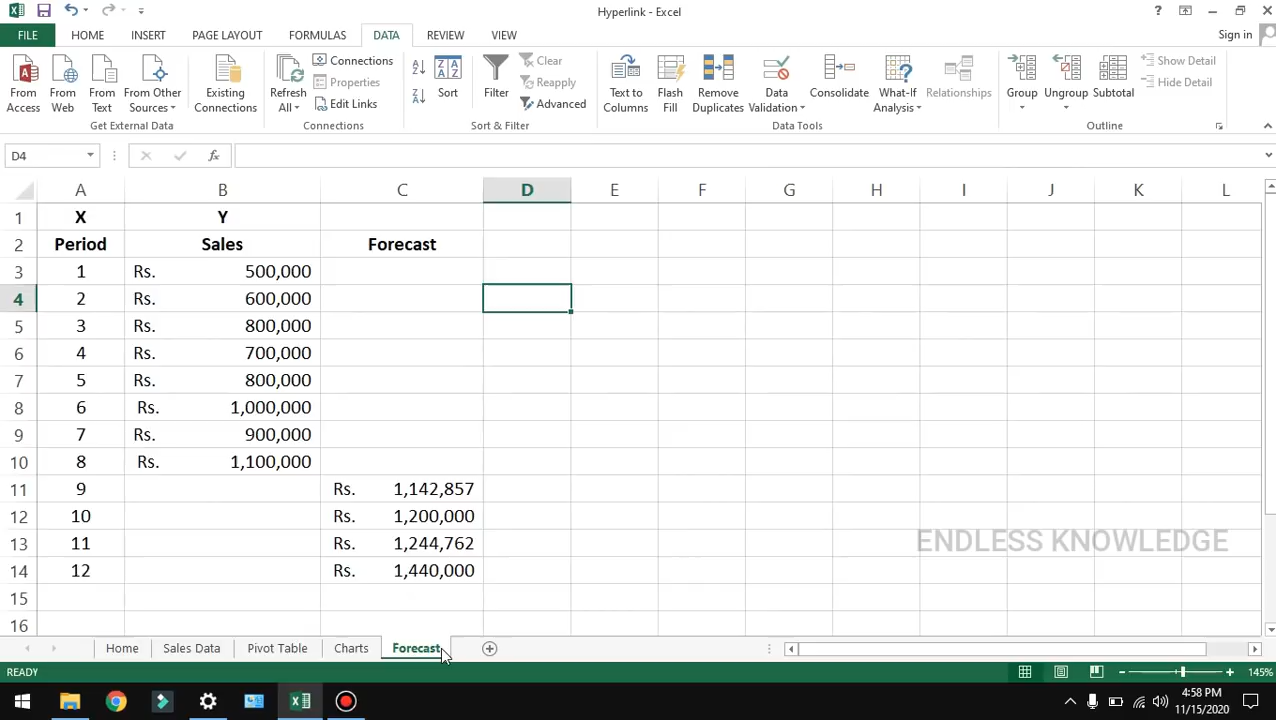 Hyperlink - Excel
?
FILE HOME INSERT PAGE LAYOUT FORMULAS DATA REVIEW VIEW Sign in
From Access
From Web
From Text
From Other Sources
Get External Data
Existing Connections
Refresh All
Connections
Properties
Edit Links
Connections
Sort
Filter
Clear
Reapply
Advanced
Sort & Filter
Text to Columns
Flash Fill
Remove Duplicates
Data Validation
Consolidate
What-If Analysis
Relationships
Data Tools
Group
Ungroup
Subtotal
Show Detail
Hide Detail
Outline
D4 fx
A B C D E F G H I J K L
1 X Y
2 Period Sales Forecast
3 1 Rs. 500,000
4 2 Rs. 600,000
5 3 Rs. 800,000
6 4 Rs. 700,000
7 5 Rs. 800,000
8 6 Rs. 1,000,000
9 7 Rs. 900,000
10 8 Rs. 1,100,000
11 9 Rs. 1,142,857
12 10 Rs. 1,200,000
13 11 Rs. 1,244,762
14 12 Rs. 1,440,000
15
16
ENDLESS KNOWLEDGE
Home Sales Data Pivot Table Charts Forecast
READY 145%
4:58 PM
11/15/2020